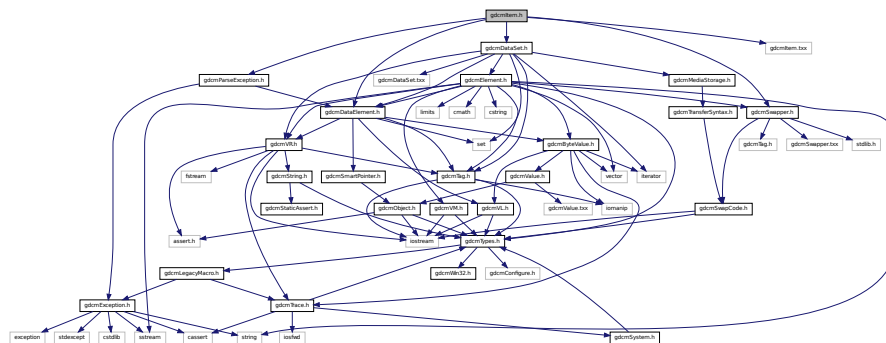 gdcmItem.h
gdcmDataSet.h
gdcmItem.txx
gdcmParseException.h
gdcmDataSet.txx
gdcmElement.h
gdcmMediaStorage.h
gdcmDataElement.h
limits
cmath
cstring
gdcmTransferSyntax.h
gdcmSwapper.h
gdcmVR.h
set
gdcmByteValue.h
gdcmTag.h
gdcmSwapper.txx
stdlib.h
fstream
gdcmString.h
gdcmSmartPointer.h
gdcmTag.h
gdcmValue.h
vector
iterator
gdcmStaticAssert.h
gdcmObject.h
gdcmVM.h
gdcmVL.h
gdcmValue.txx
iomanip
gdcmSwapCode.h
assert.h
iostream
gdcmTypes.h
gdcmLegacyMacro.h
gdcmWin32.h
gdcmConfigure.h
gdcmException.h
gdcmTrace.h
exception
stdexcept
cstdlib
sstream
cassert
string
iosfwd
gdcmSystem.h